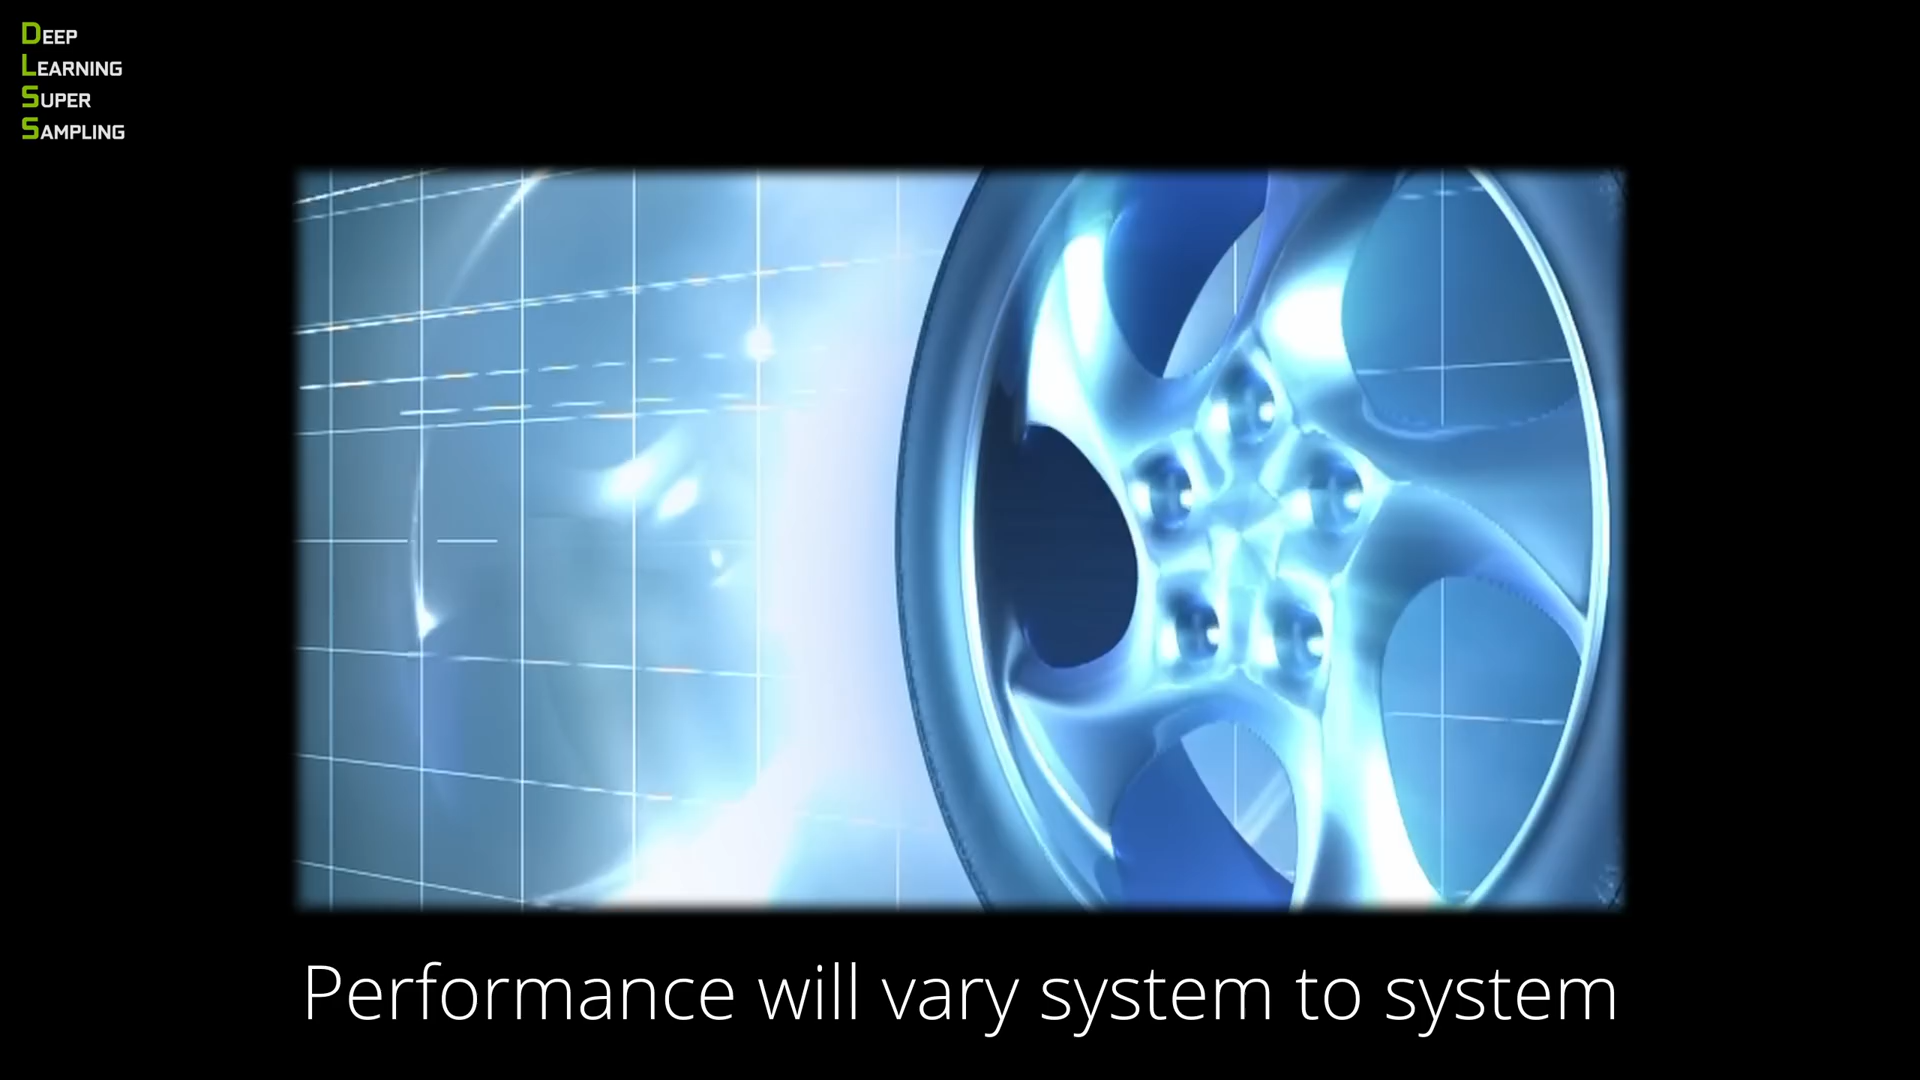 DEEP
LEARNING
SUPER
SAMPLING
Performance will vary system to system